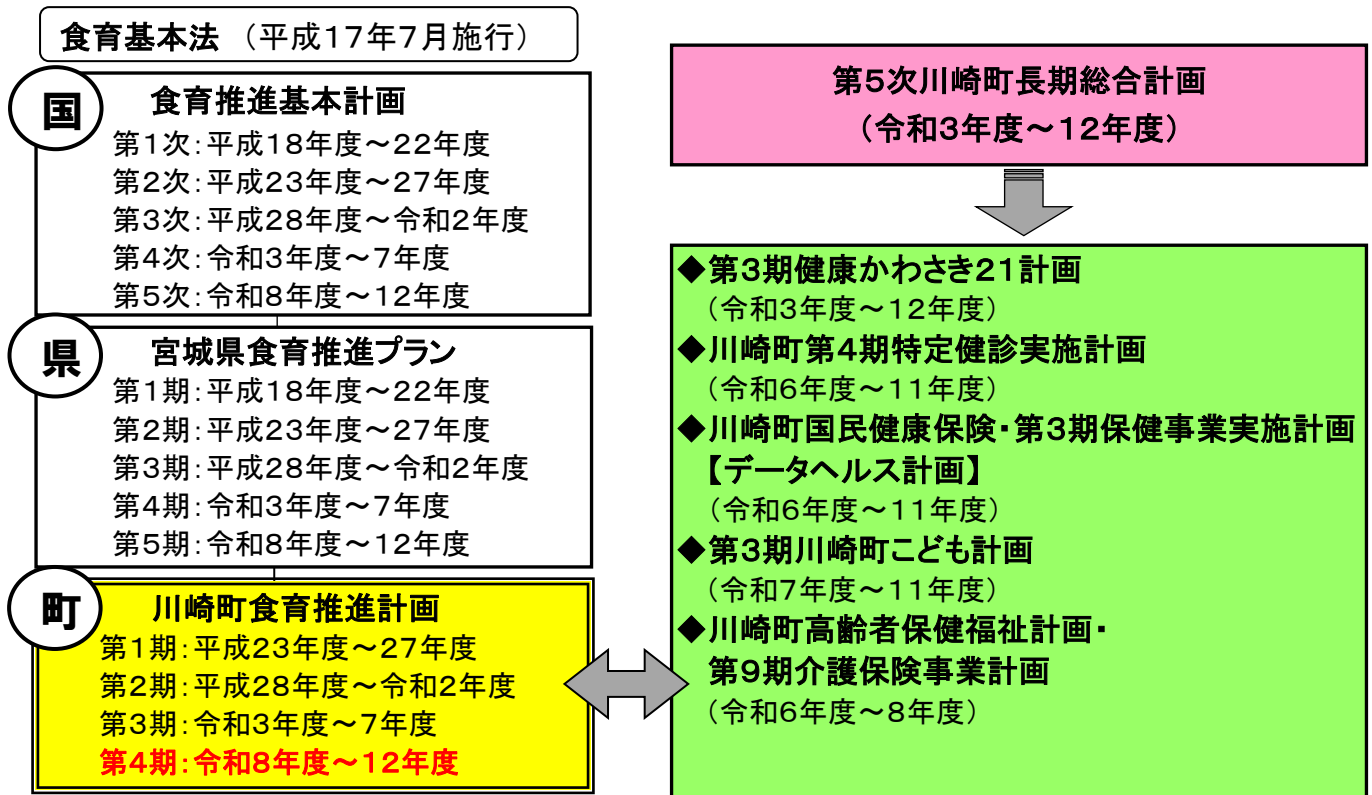 食育基本法 （平成17年7月施行）
国
食育推進基本計画
第1次：平成18年度～22年度
第2次：平成23年度～27年度
第3次：平成28年度～令和2年度
第4次：令和3年度～7年度
第5次：令和8年度～12年度
県
宮城県食育推進プラン
第1期：平成18年度～22年度
第2期：平成23年度～27年度
第3期：平成28年度～令和2年度
第4期：令和3年度～7年度
第5期：令和8年度～12年度
町
川崎町食育推進計画
第1期：平成23年度～27年度
第2期：平成28年度～令和2年度
第3期：令和3年度～7年度
第4期：令和8年度～12年度
第5次川崎町長期総合計画
（令和3年度～12年度）
◆第3期健康かわさき21計画
（令和3年度～12年度）
◆川崎町第4期特定健診実施計画
（令和6年度～11年度）
◆川崎町国民健康保険・第3期保健事業実施計画
【データヘルス計画】
（令和6年度～11年度）
◆第3期川崎町こども計画
（令和7年度～11年度）
◆川崎町高齢者保健福祉計画・
第9期介護保険事業計画
（令和6年度～8年度）